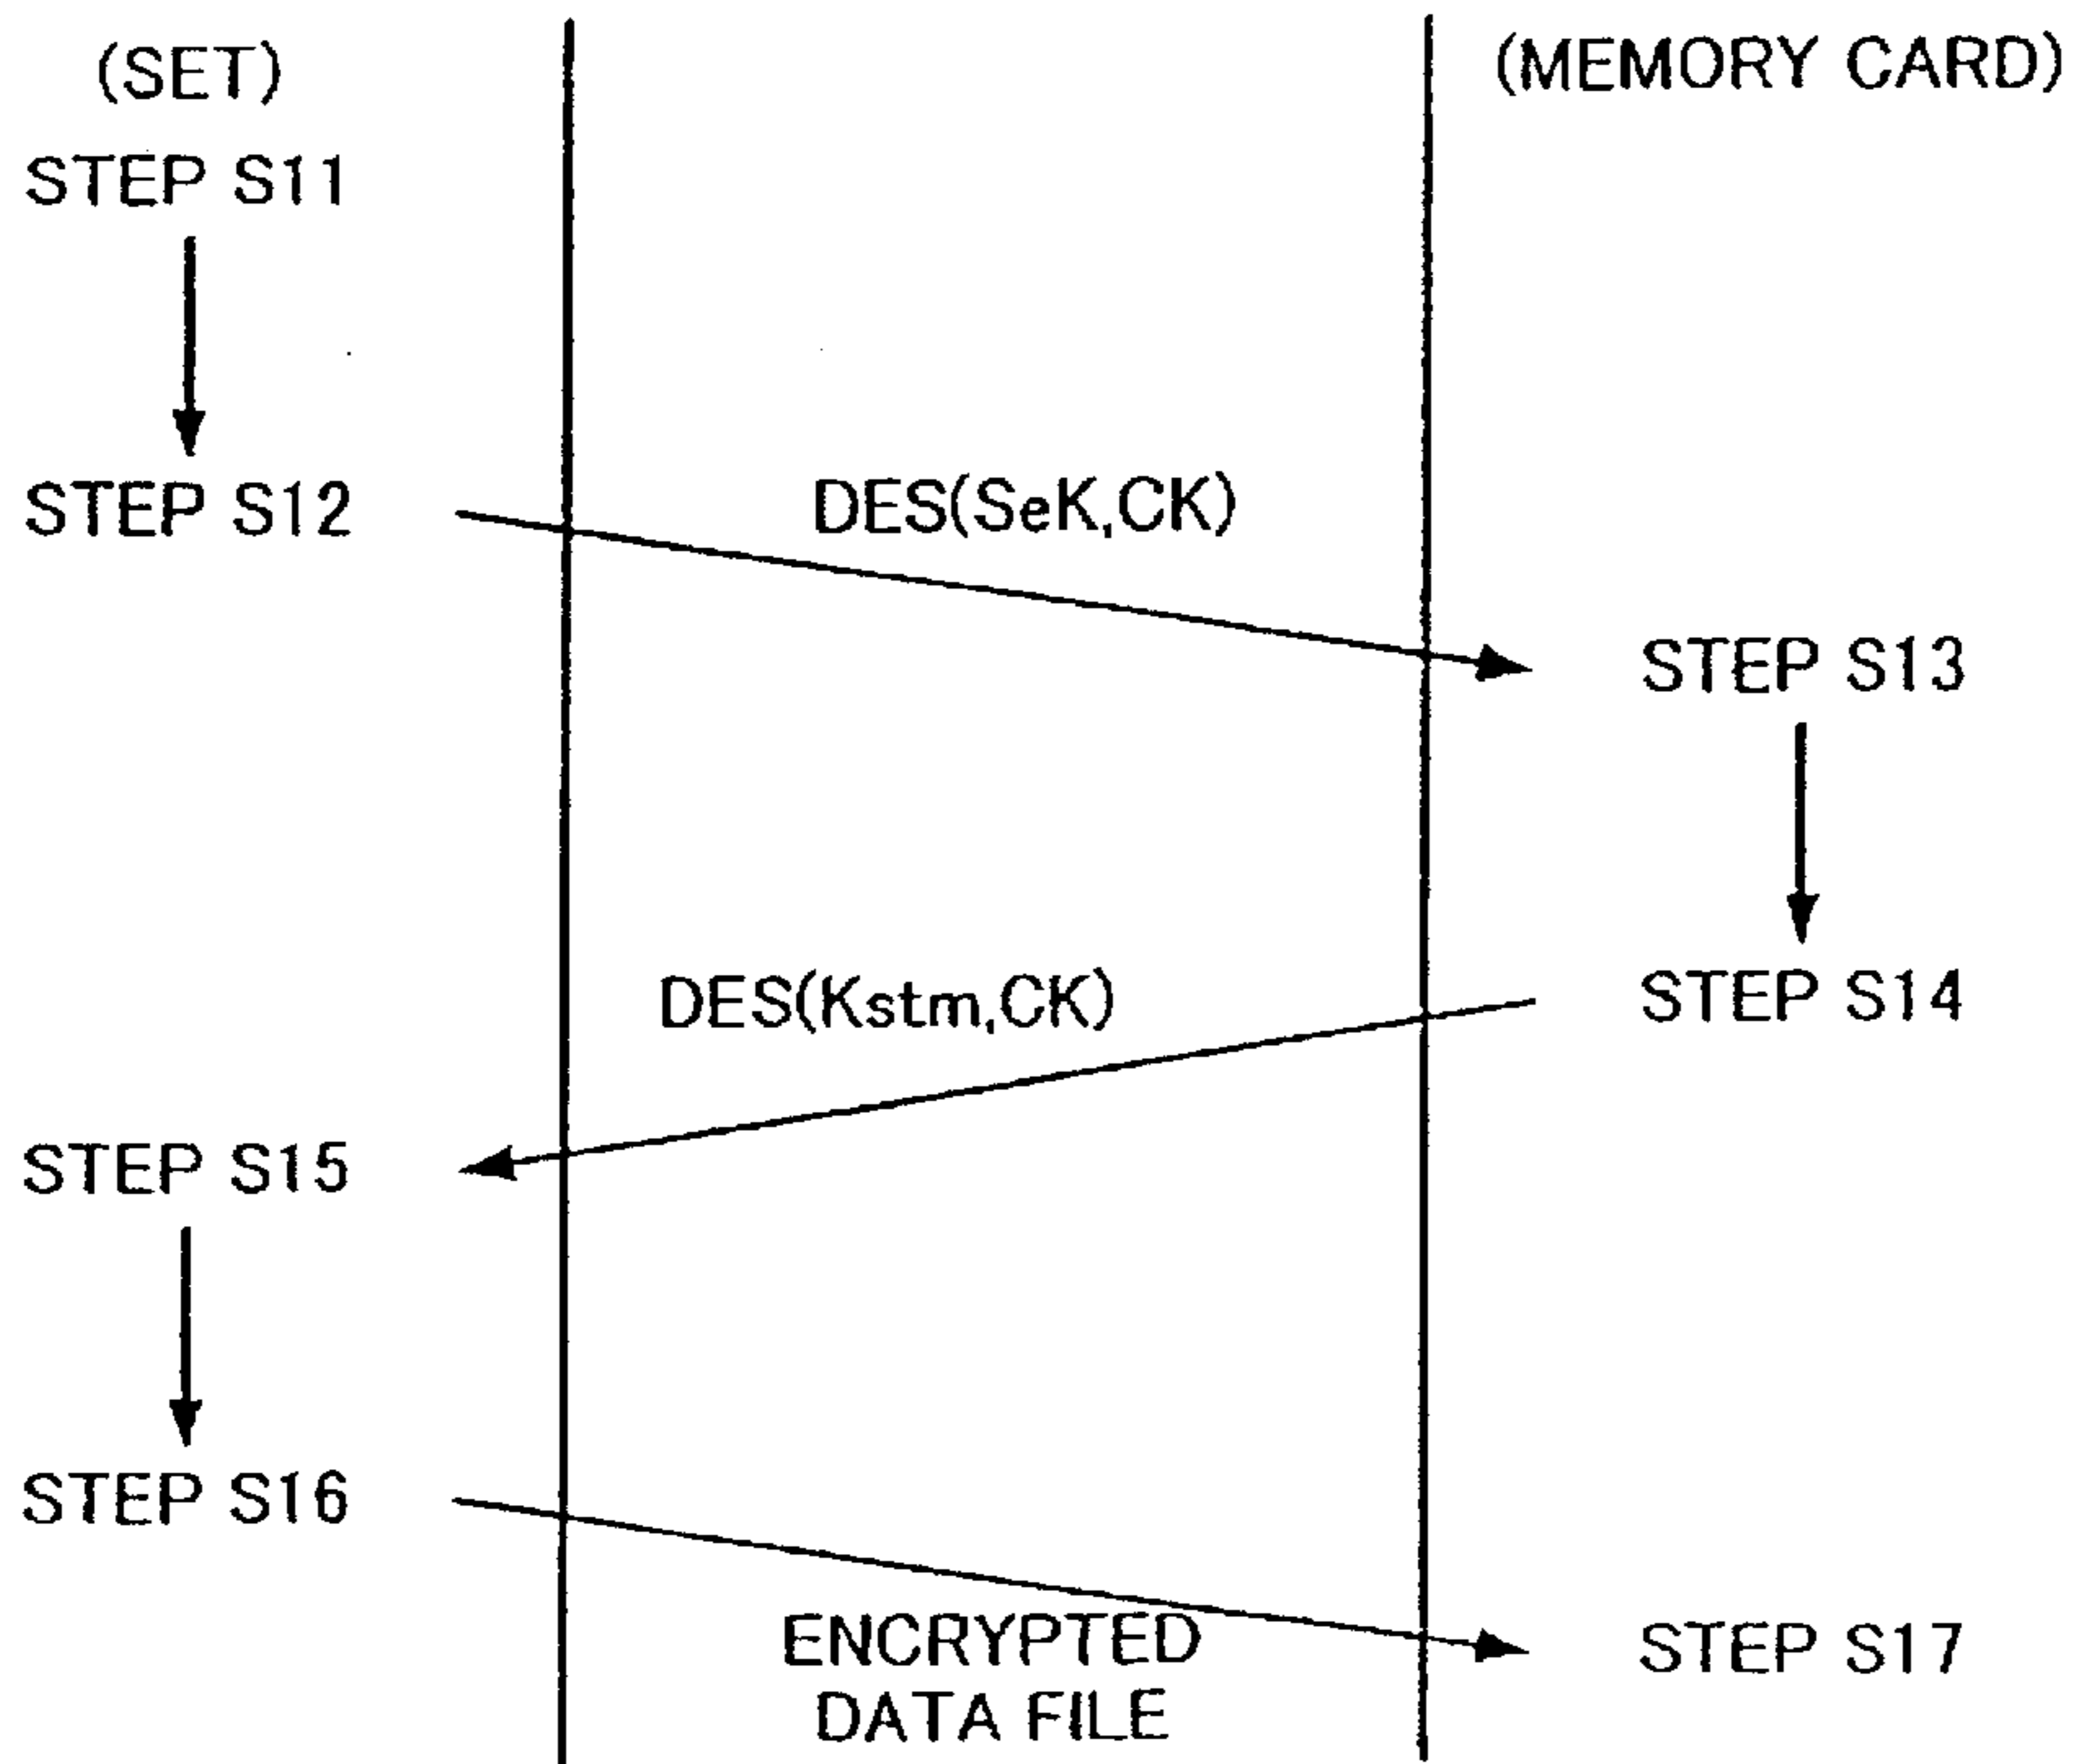 (SET)
(MEMORY CARD)
STEP S11
STEP S12
DES(SeK,CK)
STEP S13
DES(Kstm,CK)
STEP S14
STEP S15
STEP S16
ENCRYPTED
DATA FILE
STEP S17